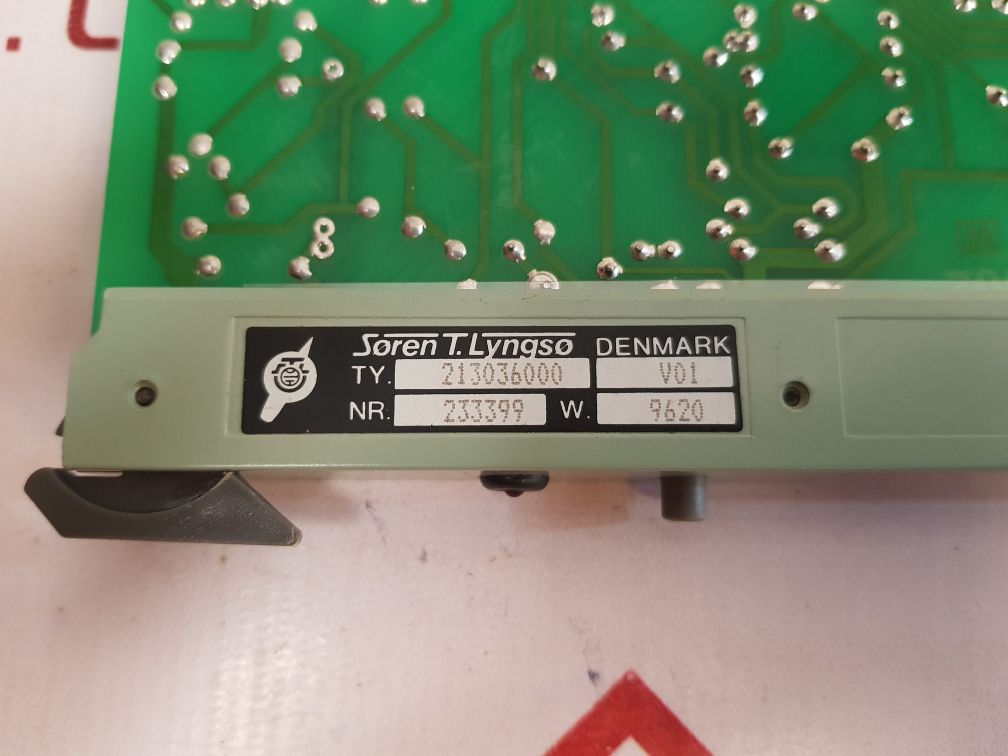 Søren T. Lyngsø DENMARK
TY. 213036000 V01
NR. 233399 W. 9620